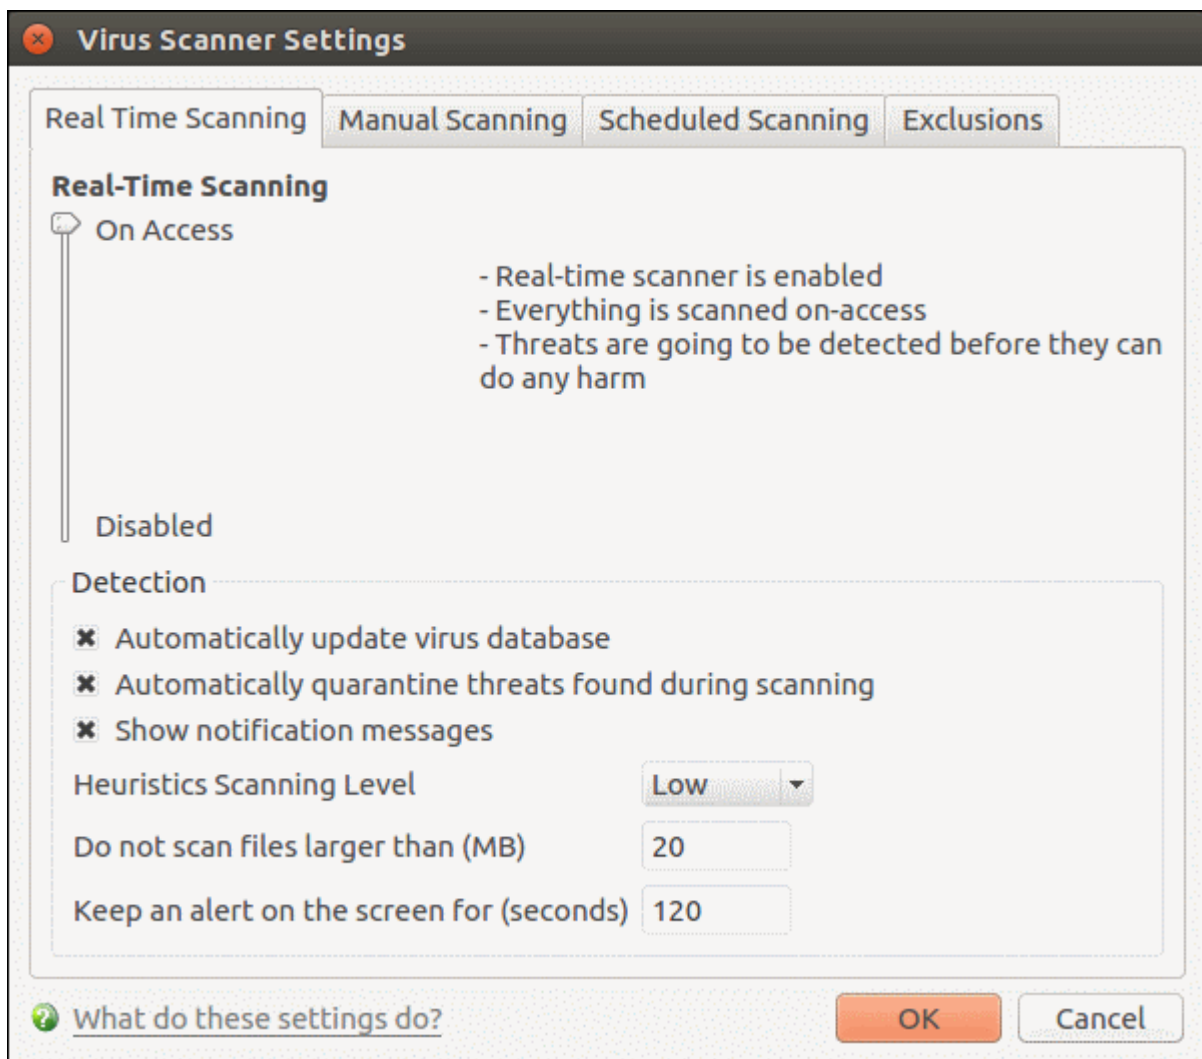 Virus Scanner Settings
Real Time Scanning
Manual Scanning
Scheduled Scanning
Exclusions
Real-Time Scanning
On Access
- Real-time scanner is enabled
- Everything is scanned on-access
- Threats are going to be detected before they can
do any harm
Disabled
Detection
Automatically update virus database
Automatically quarantine threats found during scanning
Show notification messages
Heuristics Scanning Level Low
Do not scan files larger than (MB) 20
Keep an alert on the screen for (seconds) 120
What do these settings do?
OK
Cancel